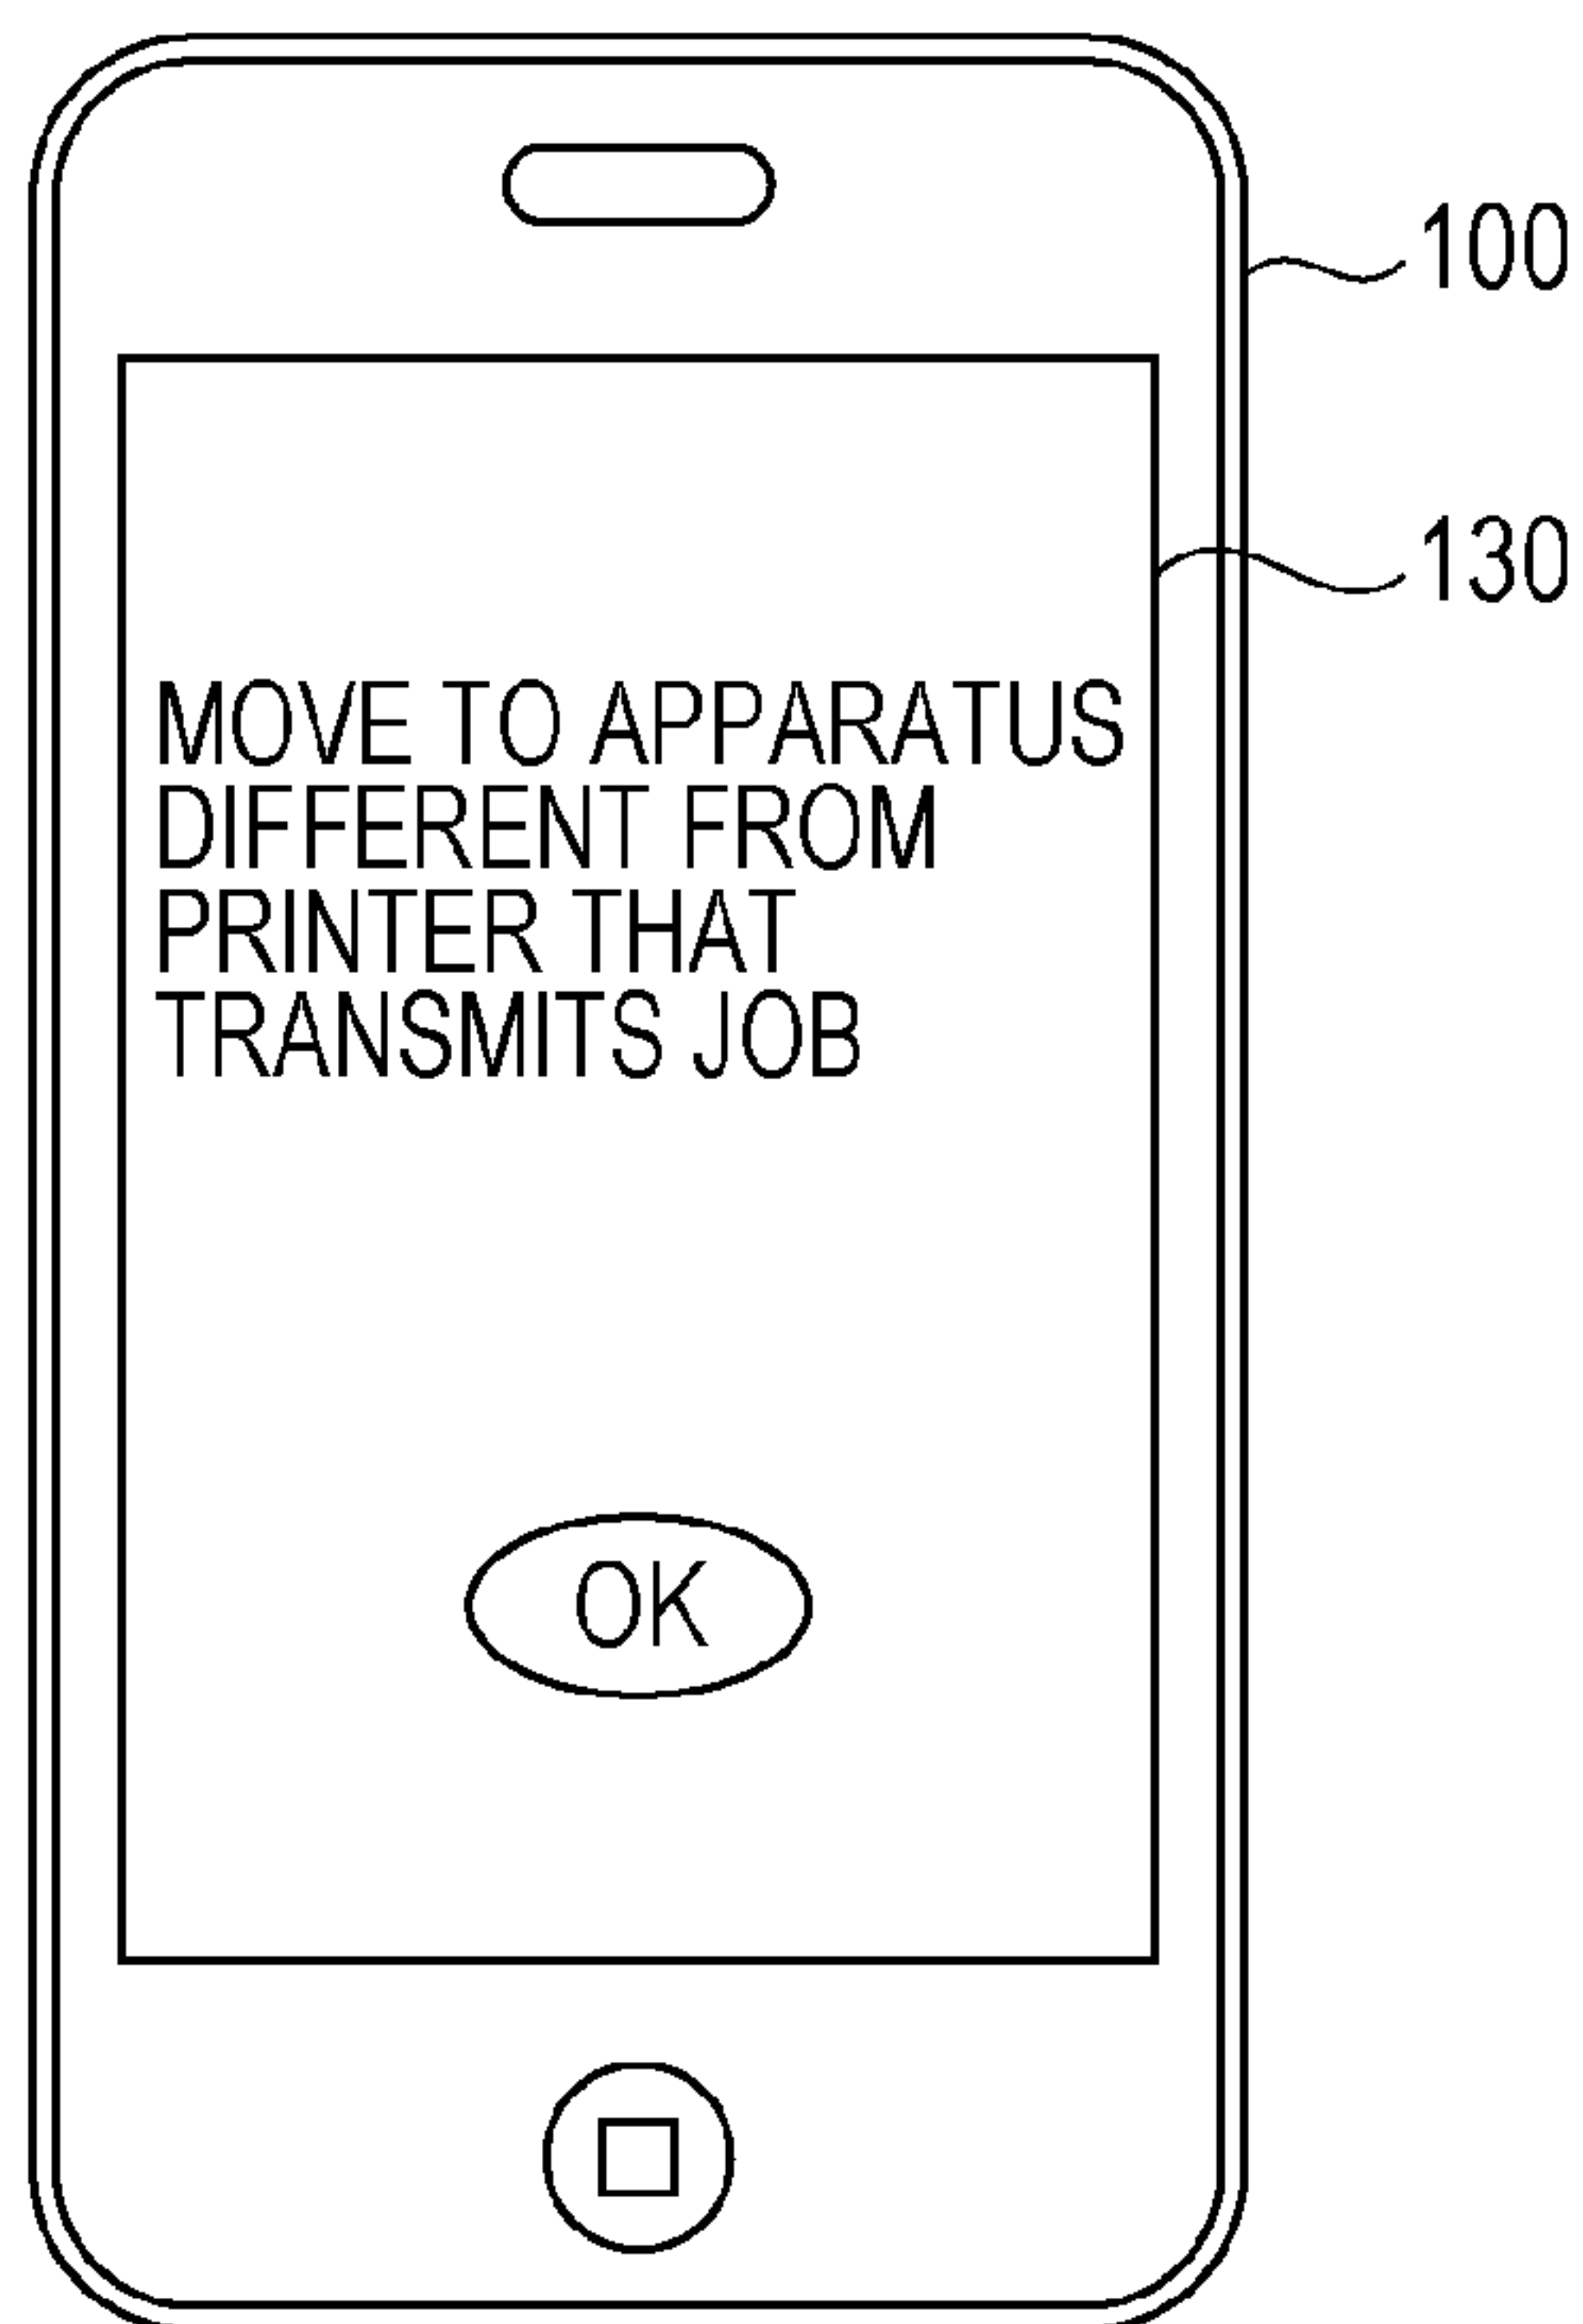 100
130
MOVE TO APPARATUS
DIFFERENT FROM
PRINTER THAT
TRANSMITS JOB
OK